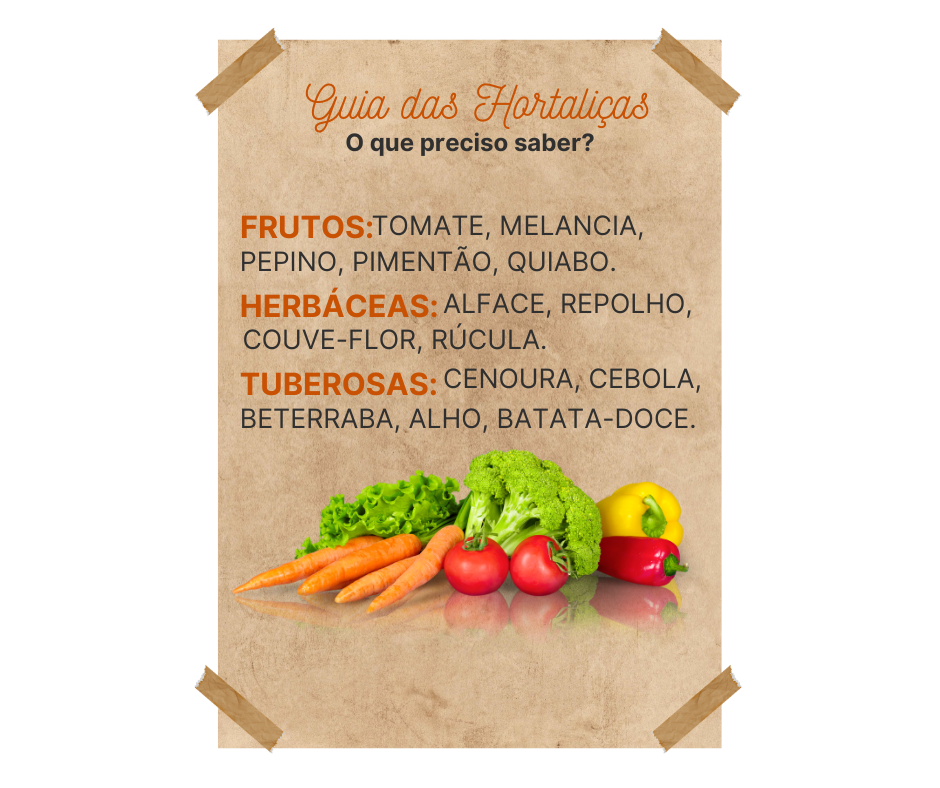 Guia das Hortaliças
O que preciso saber?
FRUTOS:TOMATE, MELANCIA,
PEPINO, PIMENTÃO, QUIABO.
HERBÁCEAS: ALFACE, REPOLHO,
COUVE-FLOR, RÚCULA.
TUBEROSAS: CENOURA, CEBOLA,
BETERRABA, ALHO, BATATA-DOCE.